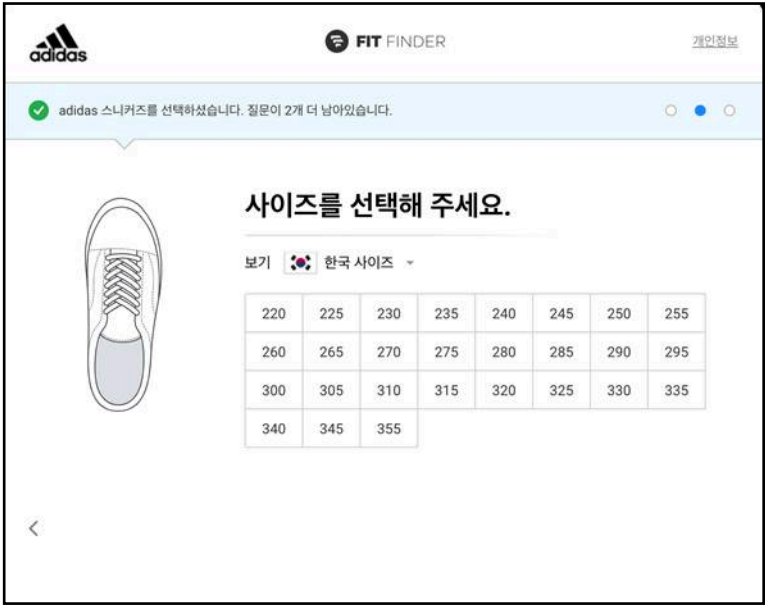 adidas
FIT FINDER
개인정보
adidas 스니커즈를 선택하셨습니다. 질문이 2개 더 남아있습니다.
사이즈를 선택해 주세요.
보기 한국 사이즈
220 225 230 235 240 245 250 255
260 265 270 275 280 285 290 295
300 305 310 315 320 325 330 335
340 345 355